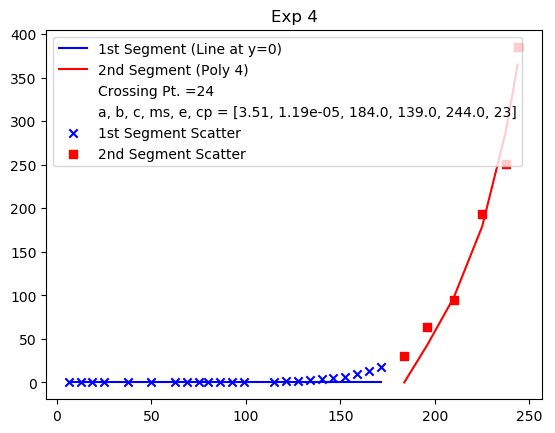 Exp 4
1st Segment (Line at y=0)
2nd Segment (Poly 4)
Crossing Pt. =24
a, b, c, ms, e, cp = [3.51, 1.19e-05, 184.0, 139.0, 244.0, 23]
1st Segment Scatter
2nd Segment Scatter
400
350
300
250
200
150
100
50
0
0 50 100 150 200 250